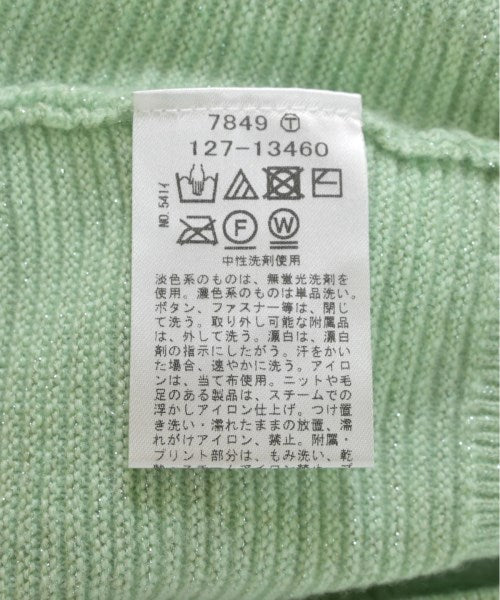 7849 Ⓣ
127-13460
NO.541イ
F W
中性洗剤使用
淡色系のものは、無蛍光洗剤を
使用。濃色系のものは単品洗い。
ボタン、ファスナー等は、閉じ
て洗う。取り外し可能な附属品
は、外して洗う。漂白は、漂白
剤の指示にしたがう。汗をかい
た場合、速やかに洗う。アイロ
ンは、当て布使用。ニットや毛
足のある製品は、スチームでの
浮かしアイロン仕上げ。つけ置
き洗い・濡れたままの放置、濡
れがけアイロン、禁止。附属・
プリント部分は、もみ洗い、乾